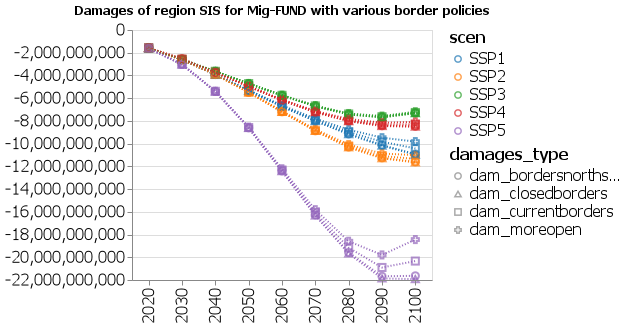 Damages of region SIS for Mig-FUND with various border policies
0
-2,000,000,000
-4,000,000,000
-6,000,000,000
-8,000,000,000
-10,000,000,000
-12,000,000,000
-14,000,000,000
-16,000,000,000
-18,000,000,000
-20,000,000,000
-22,000,000,000
2020
2030
2040
2050
2060
2070
2080
2090
2100
scen
SSP1
SSP2
SSP3
SSP4
SSP5
damages_type
dam_bordersnorths…
dam_closedborders
dam_currentborders
dam_moreopen